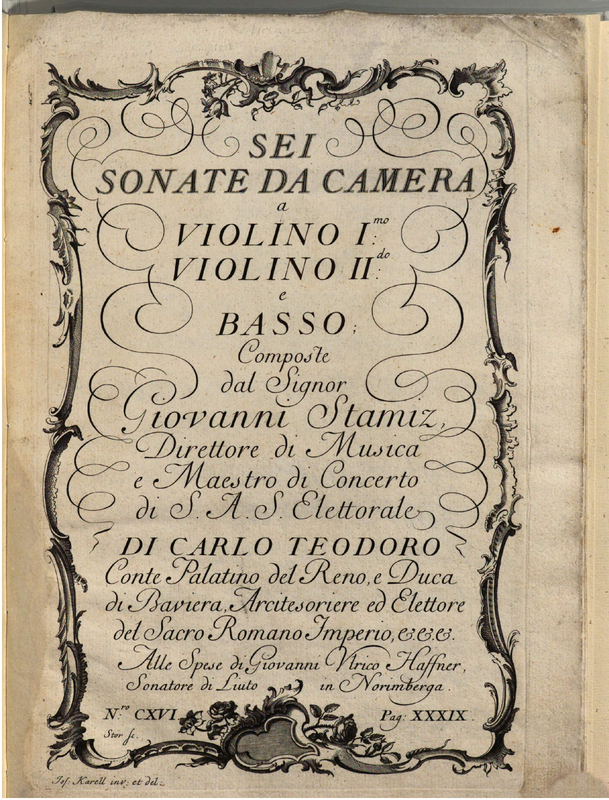 SEI
SONATE DA CAMERA
a
VIOLINO I.mo
VIOLINO II.do
e
BASSO;
Composte
dal Signor
Giovanni Stamiz,
Direttore di Musica
e Maestro di Concerto
di S. A. S. Elettorale
DI CARLO TEODORO
Conte Palatino del Reno, e Duca
di Baviera, Arcitesoriere ed Elettore
del Sacro Romano Imperio, &.&.&.
Alle Spese di Giovanni Vlrico Haffner,
Sonatore di Liuto in Norimberga.
N.ro CXVI. Pag: XXXIX.
Stor sc.
Jos. Karell inv: et del: